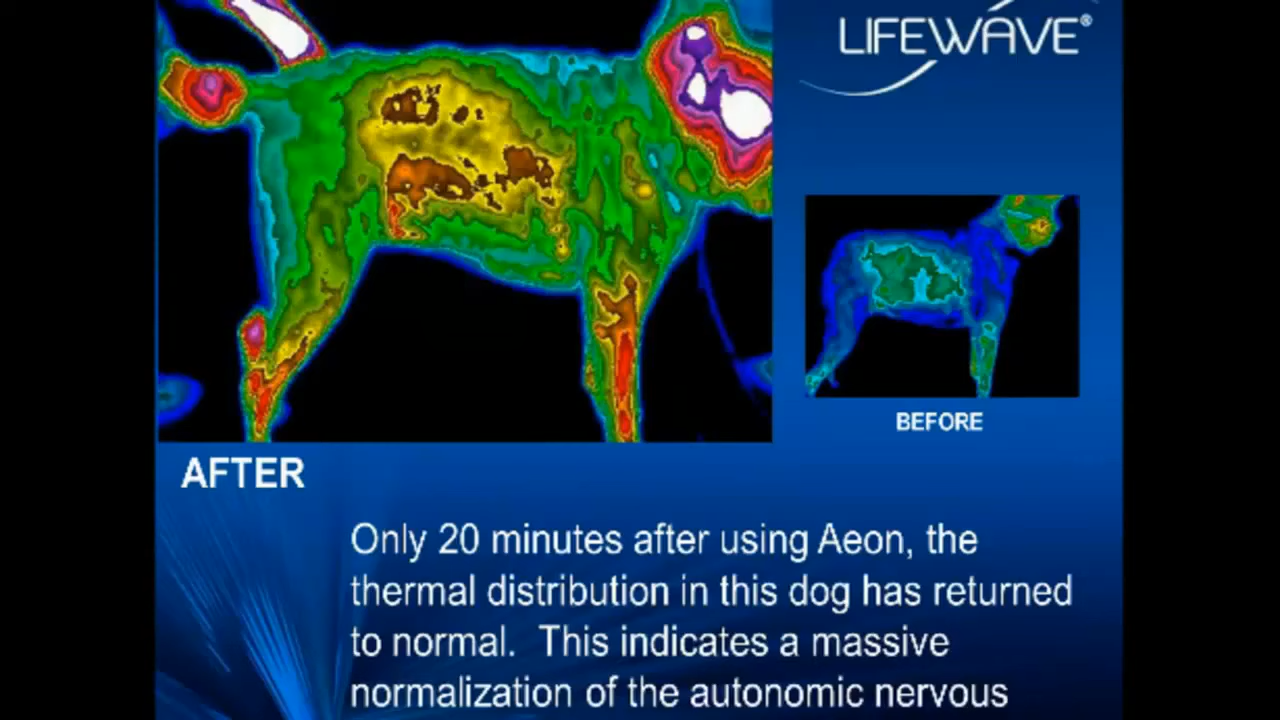 LIFEWAVE®
BEFORE
AFTER
Only 20 minutes after using Aeon, the
thermal distribution in this dog has returned
to normal. This indicates a massive
normalization of the autonomic nervous